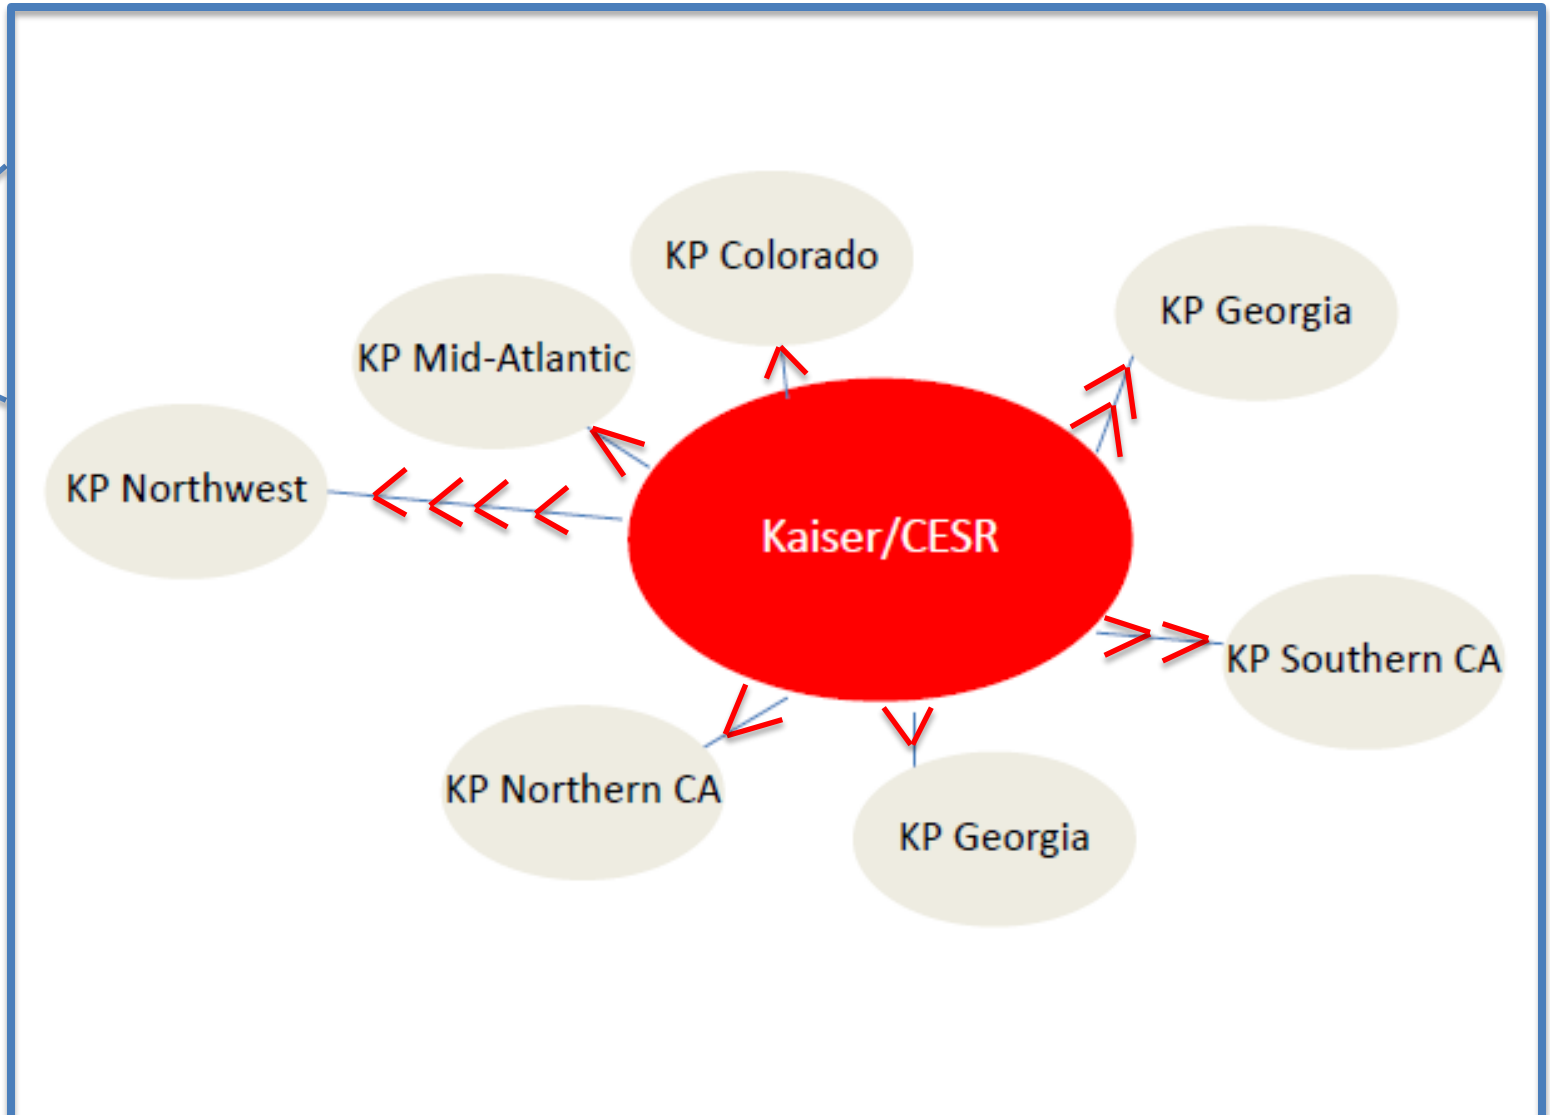 KP Colorado
KP Georgia
KP Mid-Atlantic
KP Northwest
Kaiser/CESR
KP Southern CA
KP Northern CA
KP Georgia